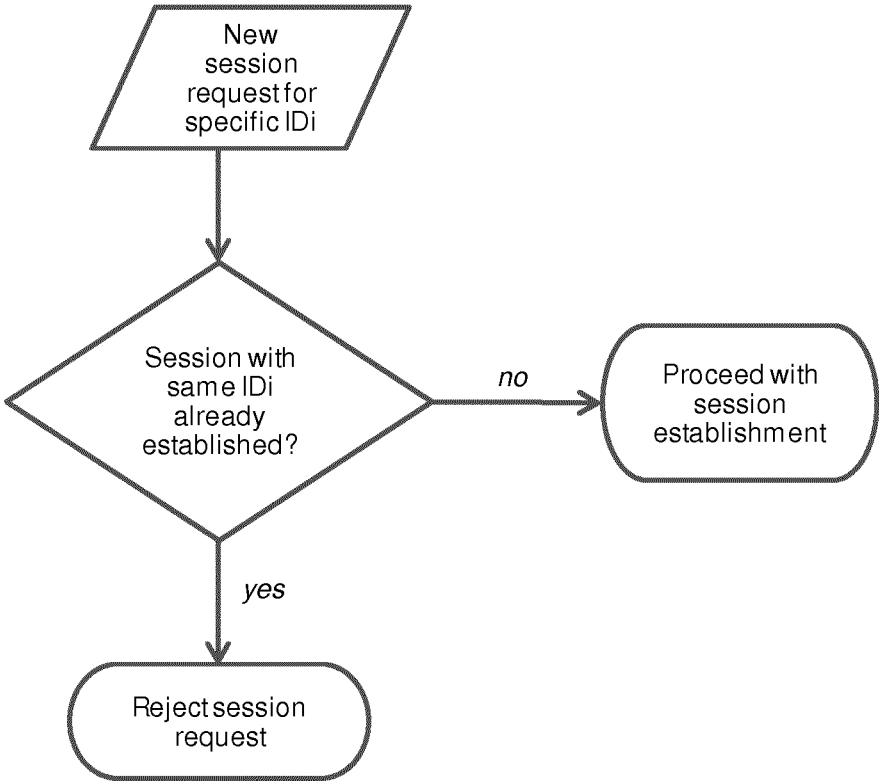 New
session
request for
specific IDi
Session with
same IDi
already
established?
no
Proceed with
session
establishment
yes
Reject session
request